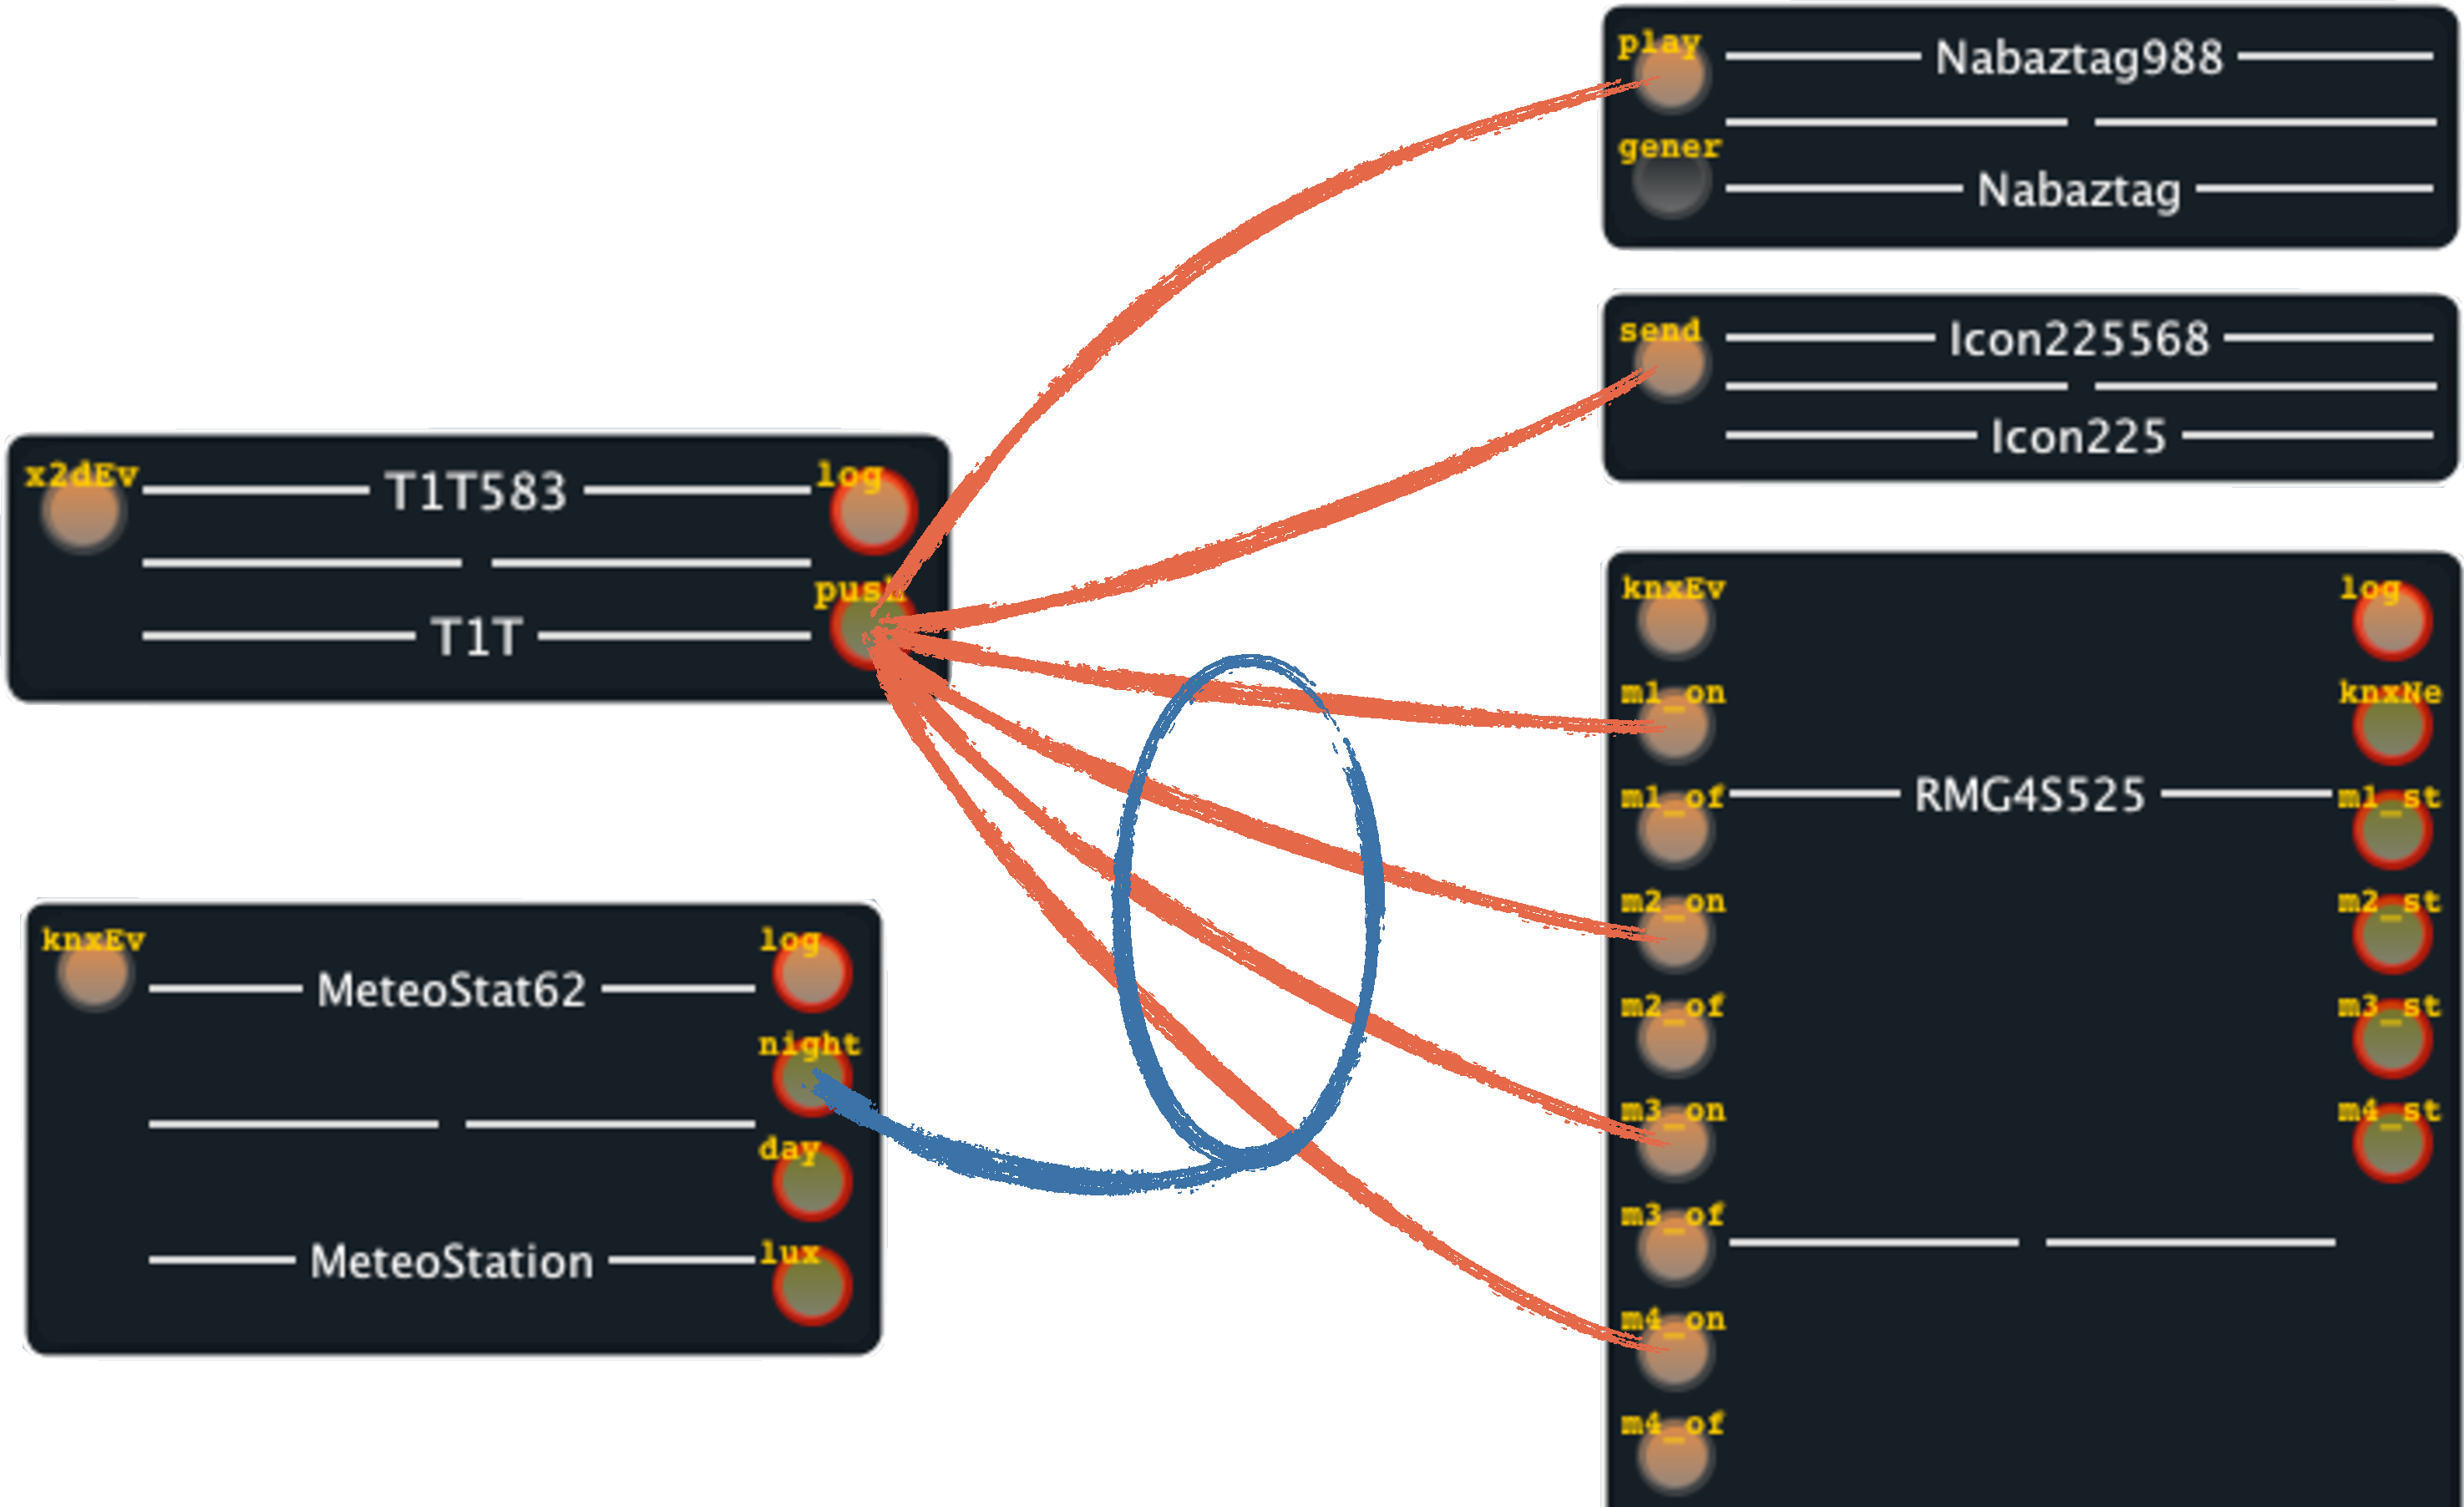 play
Nabaztag988
gener
Nabaztag
send
Icon225568
Icon225
x2dEv
T1T583
log
push
T1T
knxEv
log
m1_on
knxNe
m1_of
RMG4S525
m1_st
m2_on
m2_st
m2_of
m3_st
m3_on
m4_st
m3_of
m4_on
m4_of
knxEv
log
MeteoStat62
night
day
lux
MeteoStation